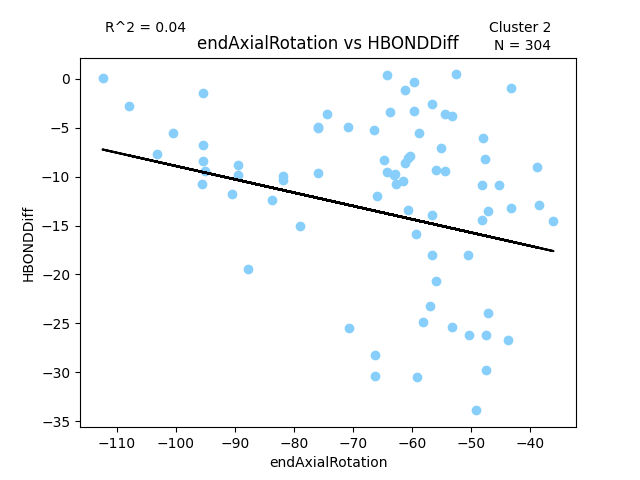 R^2 = 0.04
Cluster 2
endAxialRotation vs HBONDDiff
N = 304
HBONDDiff
0
−5
−10
−15
−20
−25
−30
−35
−110
−100
−90
−80
−70
−60
−50
−40
endAxialRotation